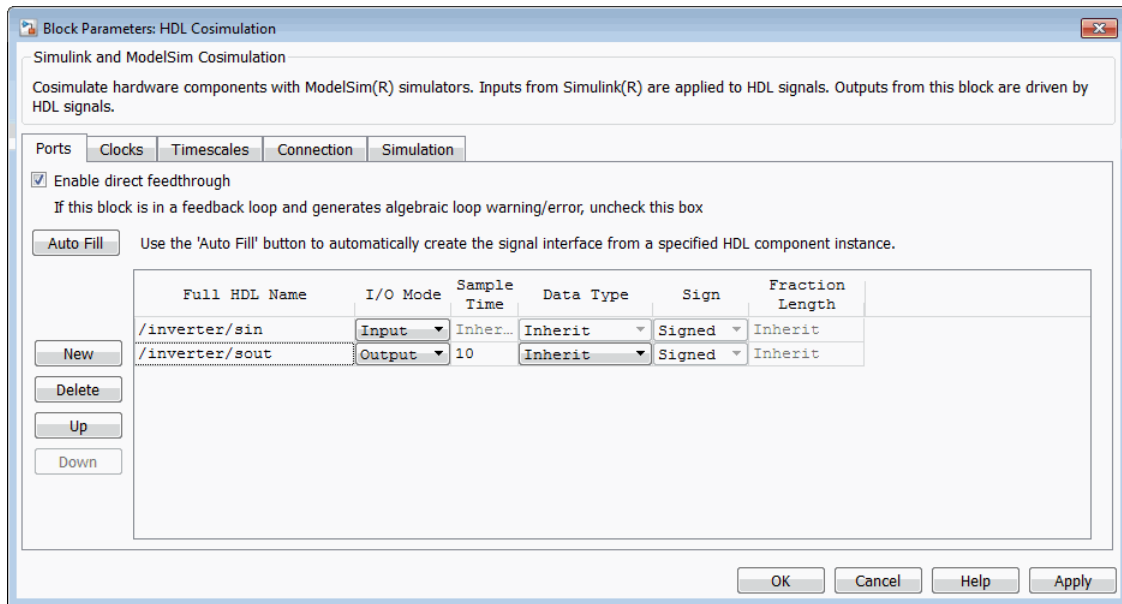 Block Parameters: HDL Cosimulation
Simulink and ModelSim Cosimulation
Cosimulate hardware components with ModelSim(R) simulators. Inputs from Simulink(R) are applied to HDL signals. Outputs from this block are driven by
HDL signals.
Ports Clocks Timescales Connection Simulation
Enable direct feedthrough
If this block is in a feedback loop and generates algebraic loop warning/error, uncheck this box
Auto Fill Use the 'Auto Fill' button to automatically create the signal interface from a specified HDL component instance.
Full HDL Name I/O Mode Sample Time Data Type Sign Fraction Length
/inverter/sin Input Inher... Inherit Signed Inherit
New /inverter/sout Output 10 Inherit Signed Inherit
Delete
Up
Down
OK Cancel Help Apply